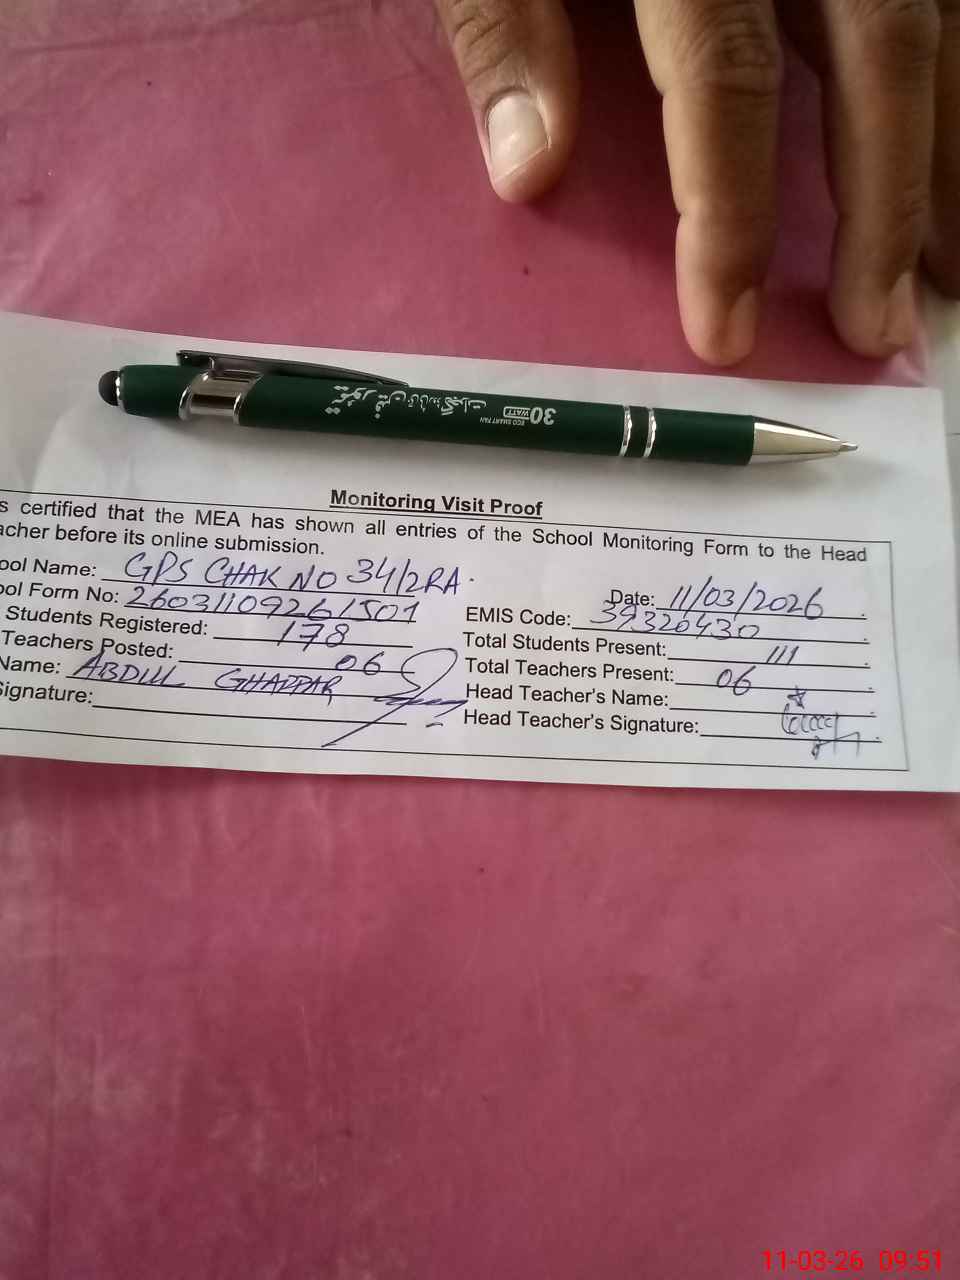 30
WATT
ECO SMART FAN
Monitoring Visit Proof
s certified that the MEA has shown all entries of the School Monitoring Form to the Head
acher before its online submission.
ool Name: GPS CHAK NO 34/2RA.
Date: 11/03/2026
ool Form No: 26031109261501
EMIS Code: 39320430
Students Registered: 178
Total Students Present: 111
Teachers Posted: 06
Total Teachers Present: 06
Name: ABDUL GHAFFAR
Head Teacher's Name:
Signature:
Head Teacher's Signature:
11-03-26 09:51